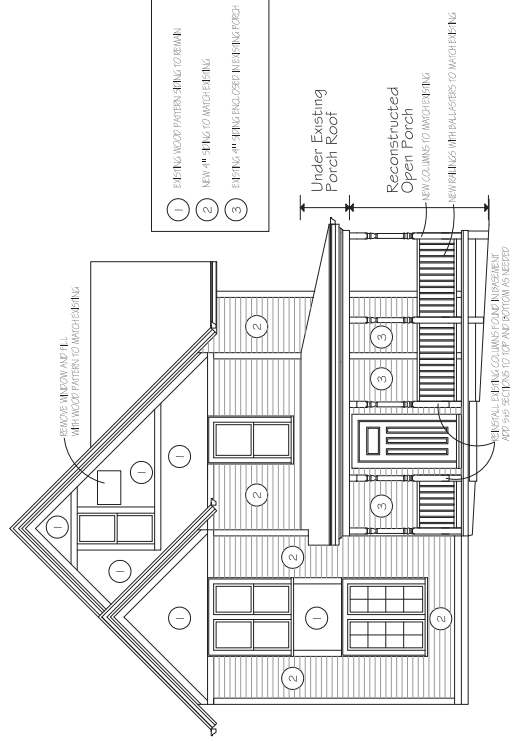 REMOVE WINDOW AND FILL
WITH WOOD PATTERN TO MATCH EXISTING
1 EXISTING WOOD PATTERN SIDING TO REMAIN
2 NEW 4" SIDING TO MATCH EXISTING
3 EXISTING 4" SIDING ENCLOSED IN EXISTING PORCH
1
1
1
1
1
2
2
2
2
1
3
3
3
2
Under Existing
Porch Roof
Reconstructed
Open Porch
NEW COLUMNS TO MATCH EXISTING
NEW RAILINGS WITH BALLASTERS TO MATCH EXISTING
REINSTALL EXISTING COLUMNS FOUND IN BASEMENT
ADD 5x5 SECTIONS TO TOP AND BOTTOM AS NEEDED